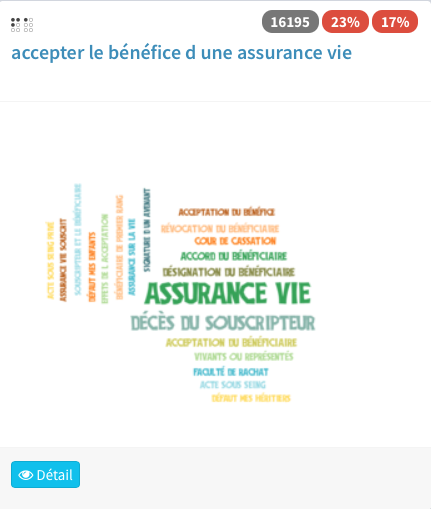 16195 23% 17%
accepter le bénéfice d une assurance vie
ACTE SOUS SEING PRIVÉ
ASSURANCE VIE SOUSCRIT
SOUSCRIPTEUR ET LE BÉNÉFICIAIRE
DÉFAUT MES ENFANTS
EFFETS DE L ACCEPTATION
BÉNÉFICIAIRE DE PREMIER RANG
ASSURANCE SUR LA VIE
SIGNATURE D UN AVENANT
ACCEPTATION DU BÉNÉFICE
RÉVOCATION DU BÉNÉFICIAIRE
COUR DE CASSATION
ACCORD DU BÉNÉFICIAIRE
DÉSIGNATION DU BÉNÉFICIAIRE
ASSURANCE VIE
DÉCÈS DU SOUSCRIPTEUR
ACCEPTATION DU BÉNÉFICIAIRE
VIVANTS OU REPRÉSENTÉS
FACULTÉ DE RACHAT
ACTE SOUS SEING
DÉFAUT MES HÉRITIERS
Détail